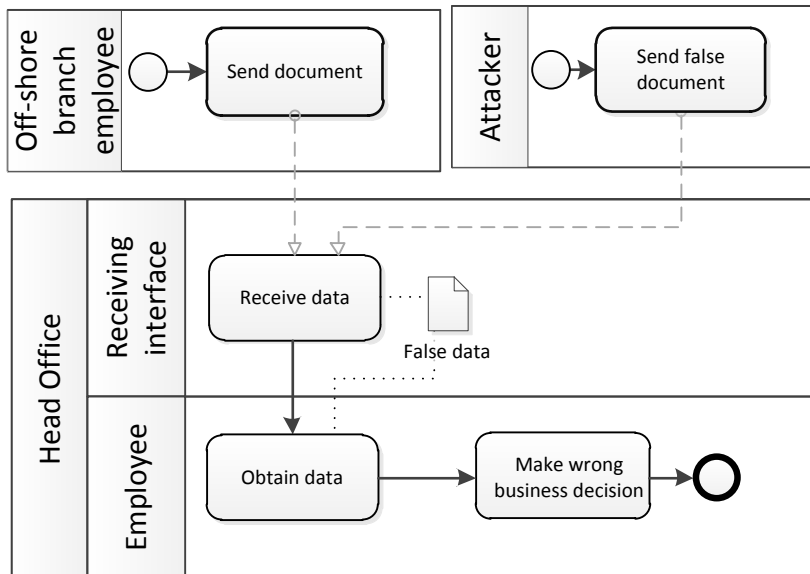 Off-shore
branch
employee
Send document
Attacker
Send false
document
Head Office
Receiving
interface
Receive data
False data
Employee
Obtain data
Make wrong
business decision